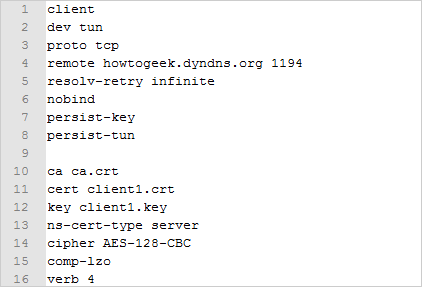 1 client
2 dev tun
3 proto tcp
4 remote howtogeek.dyndns.org 1194
5 resolv-retry infinite
6 nobind
7 persist-key
8 persist-tun
9
10 ca ca.crt
11 cert client1.crt
12 key client1.key
13 ns-cert-type server
14 cipher AES-128-CBC
15 comp-lzo
16 verb 4